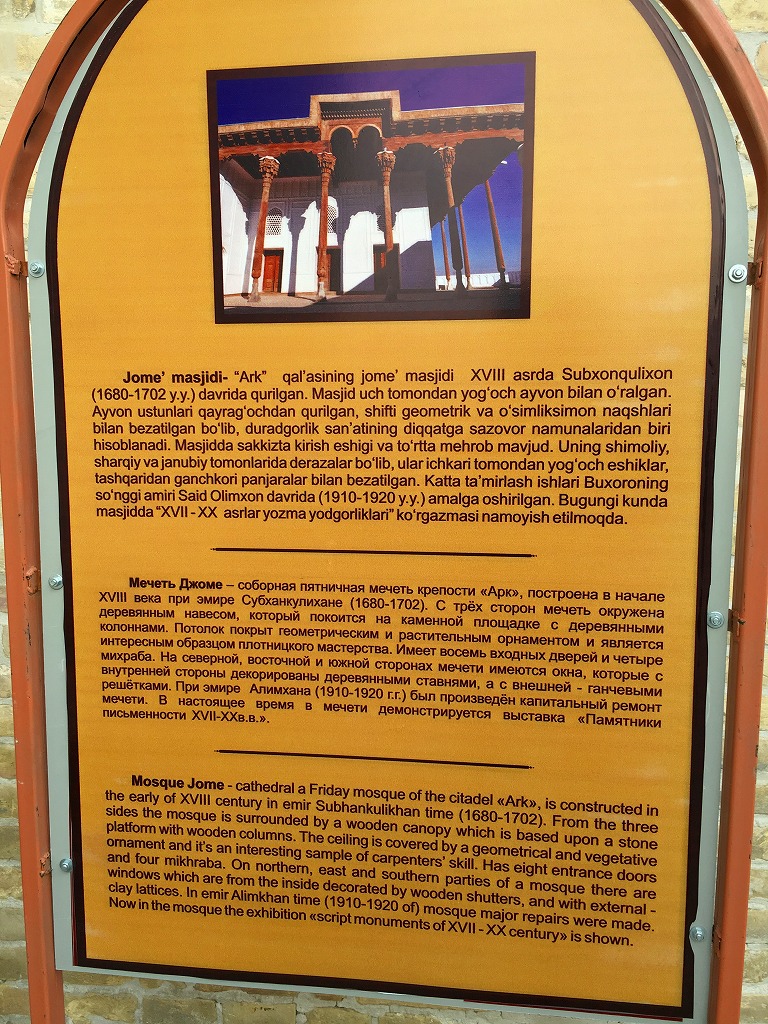 Jome’ masjidi- “Ark” qal’asining jome’ masjidi XVIII asrda Subxonqulixon
(1680-1702 y.y.) davrida qurilgan. Masjid uch tomondan yog‘och ayvon bilan o‘ralgan.
Ayvon ustunlari qayrag‘ochdan qurilgan, shifti geometrik va o‘simliksimon naqshlari
bilan bezatilgan bo‘lib, duradgorlik san’atining diqqatga sazovor namunalaridan biri
hisoblanadi. Masjidda sakkizta kirish eshigi va to‘rtta mehrob mavjud. Uning shimoliy,
sharqiy va janubiy tomonlarida derazalar bo‘lib, ular ichkari tomondan yog‘och eshiklar,
tashqaridan ganchkori panjaralar bilan bezatilgan. Katta ta’mirlash ishlari Buxoroning
so‘nggi amiri Said Olimxon davrida (1910-1920 y.y.) amalga oshirilgan. Bugungi kunda
masjidda “XVII - XX asrlar yozma yodgorliklari” ko‘rgazmasi namoyish etilmoqda.
Мечеть Джоме – соборная пятничная мечеть крепости «Арк», построена в начале
XVIII века при эмире Субханкулихане (1680-1702). С трёх сторон мечеть окружена
деревянным навесом, который покоится на каменной площадке с деревянными
колоннами. Потолок покрыт геометрическим и растительным орнаментом и является
интересным образцом плотницкого мастерства. Имеет восемь входных дверей и четыре
михраба. На северной, восточной и южной сторонах мечети имеются окна, которые с
внутренней стороны декорированы деревянными ставнями, а с внешней - ганчевыми
решётками. При эмире Алимхана (1910-1920 г.г.) был произведён капитальный ремонт
мечети. В настоящее время в мечети демонстрируется выставка «Памятники
письменности XVII-XXв.в.».
Mosque Jome - cathedral a Friday mosque of the citadel «Ark», is constructed in
the early of XVIII century in emir Subhankulikhan time (1680-1702). From the three
sides the mosque is surrounded by a wooden canopy which is based upon a stone
platform with wooden columns. The ceiling is covered by a geometrical and vegetative
ornament and it's an interesting sample of carpenters' skill. Has eight entrance doors
and four mikhraba. On northern, east and southern parties of a mosque there are
windows which are from the inside decorated by wooden shutters, and with external -
clay lattices. In emir Alimkhan time (1910-1920 of) mosque major repairs were made.
Now in the mosque the exhibition «script monuments of XVII - XX century» is shown.